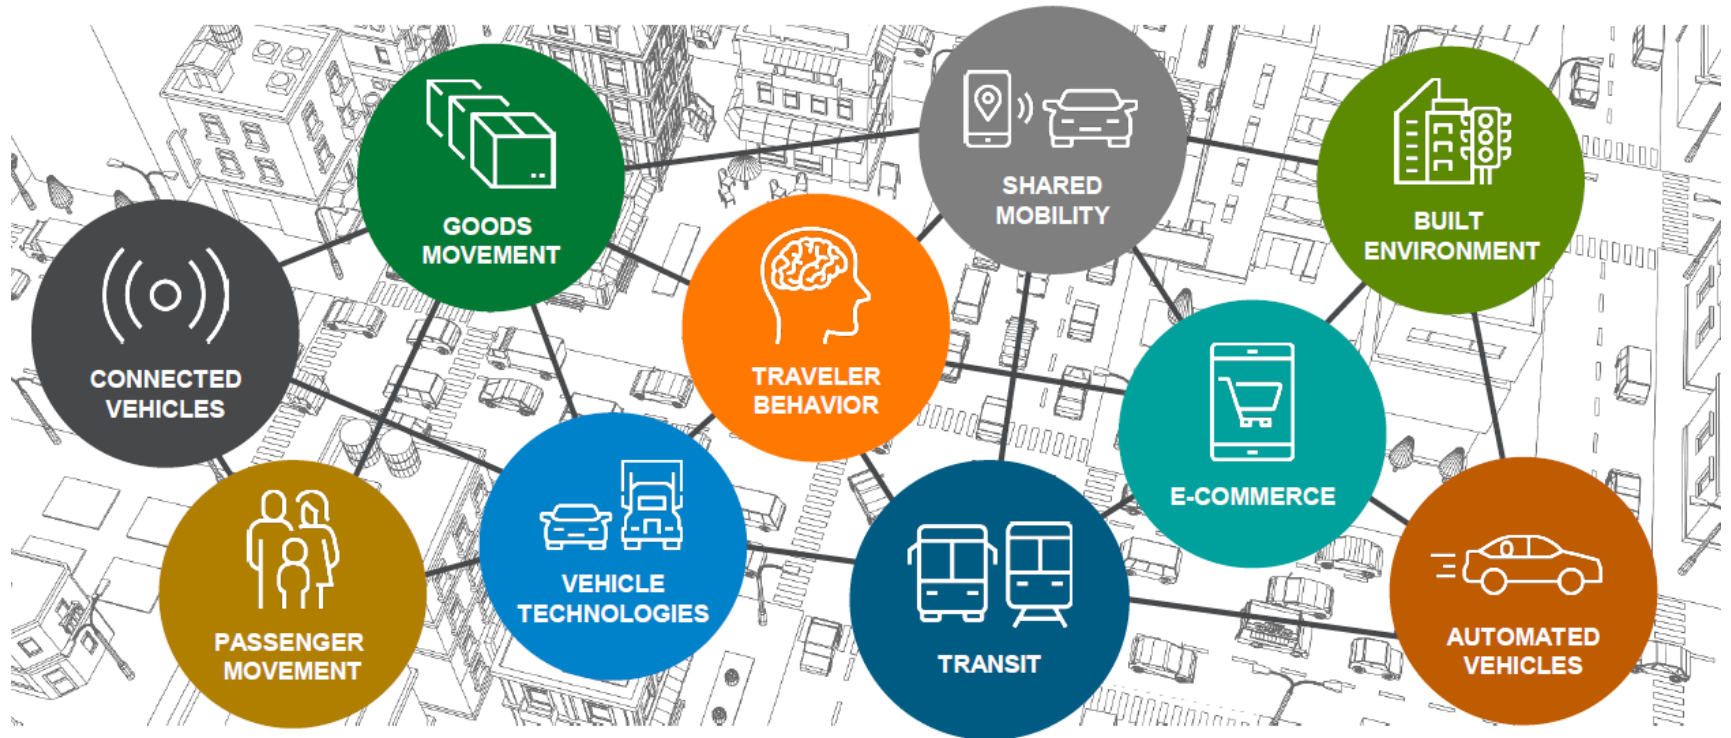 SHARED
MOBILITY
GOODS
MOVEMENT
BUILT
ENVIRONMENT
CONNECTED
VEHICLES
TRAVELER
BEHAVIOR
E-COMMERCE
VEHICLE
TECHNOLOGIES
PASSENGER
MOVEMENT
TRANSIT
AUTOMATED
VEHICLES